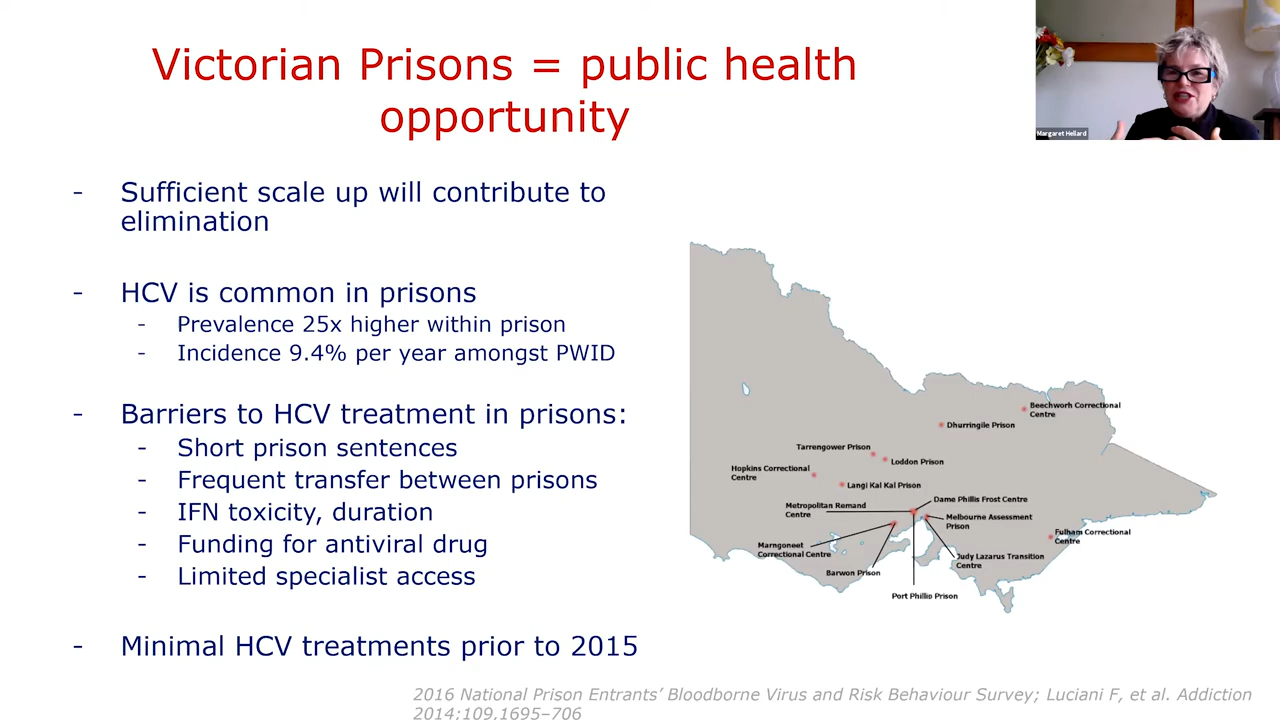 Victorian Prisons = public health
opportunity
Margaret Hellard
- Sufficient scale up will contribute to
elimination
- HCV is common in prisons
- Prevalence 25x higher within prison
- Incidence 9.4% per year amongst PWID
- Barriers to HCV treatment in prisons:
- Short prison sentences
- Frequent transfer between prisons
- IFN toxicity, duration
- Funding for antiviral drug
- Limited specialist access
- Minimal HCV treatments prior to 2015
Beechworh Correctional
Centre
Dhurringile Prison
Tarrengower Prison
Loddon Prison
Hopkins Correctional
Centre
Langi Kal Kal Prison
Dame Phillis Frost Centre
Metropolitan Remand
Centre
Melbourne Assessment
Prison
Fulham Correctional
Centre
Marngoneet
Correctional Centre
Judy Lazarus Transition
Centre
Barwon Prison
Port Phillip Prison
2016 National Prison Entrants’ Bloodborne Virus and Risk Behaviour Survey; Luciani F, et al. Addiction
2014;109,1695–706